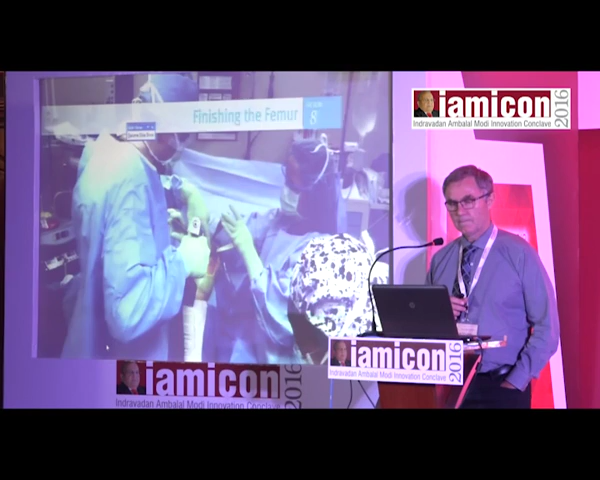 Finishing the Femur
8
iamicon
2016
Indravadan Ambalal Modi Innovation Conclave
iamicon
2016
Indravadan Ambalal Modi Innovation Conclave
iamicon
2016
Indravadan Ambalal Modi Innovation Conclave